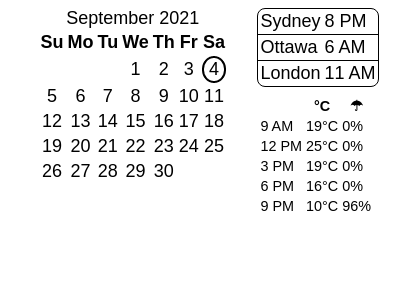 September 2021
Su Mo Tu We Th Fr Sa
1 2 3 4
5 6 7 8 9 10 11
12 13 14 15 16 17 18
19 20 21 22 23 24 25
26 27 28 29 30
Sydney 8 PM
Ottawa 6 AM
London 11 AM
°C ☂
9 AM 19°C 0%
12 PM 25°C 0%
3 PM 19°C 0%
6 PM 16°C 0%
9 PM 10°C 96%